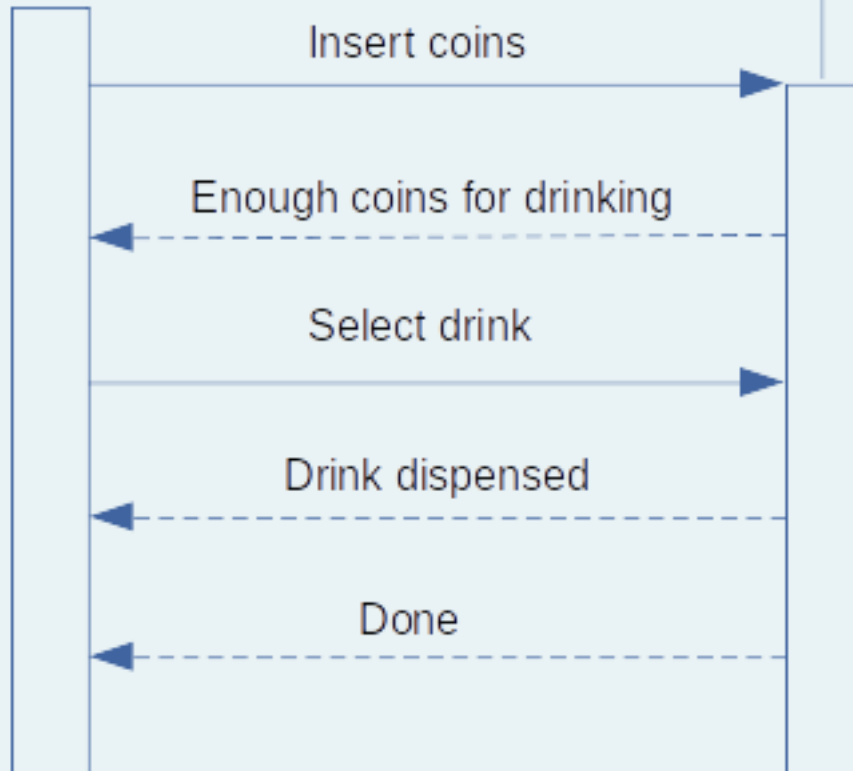 Insert coins
Enough coins for drinking
Select drink
Drink dispensed
Done